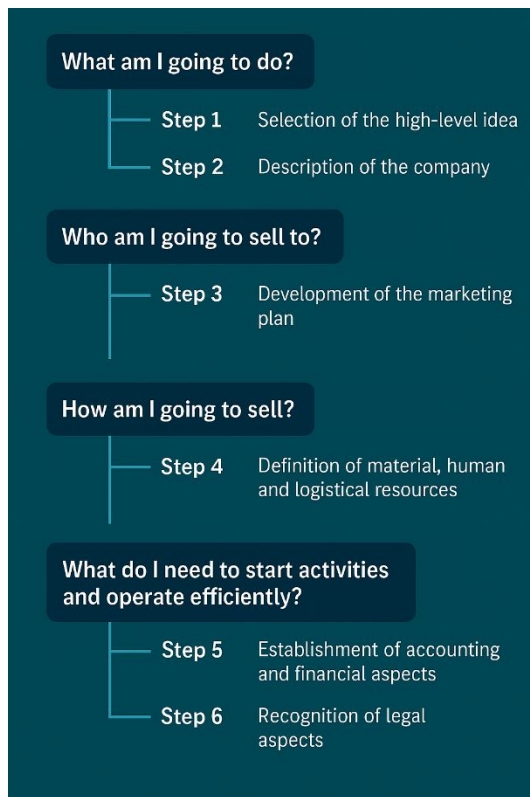 What am I going to do?
Step 1 Selection of the high-level idea
Step 2 Description of the company
Who am I going to sell to?
Step 3 Development of the marketing
plan
How am I going to sell?
Step 4 Definition of material, human
and logistical resources
What do I need to start activities
and operate efficiently?
Step 5 Establishment of accounting
and financial aspects
Step 6 Recognition of legal
aspects